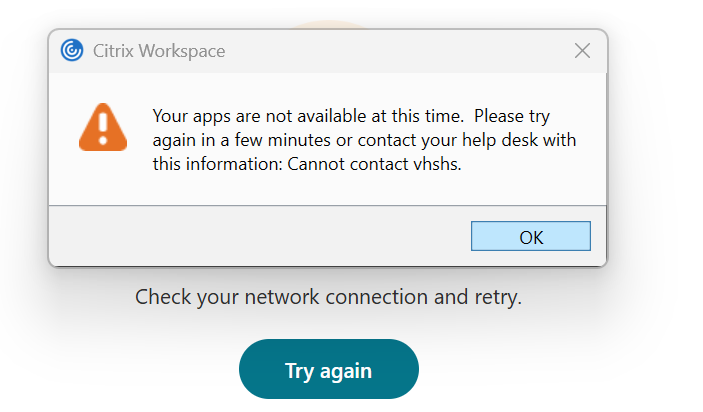 Citrix Workspace
Your apps are not available at this time.  Please try
again in a few minutes or contact your help desk with
this information: Cannot contact vhshs.
OK
Check your network connection and retry.
Try again